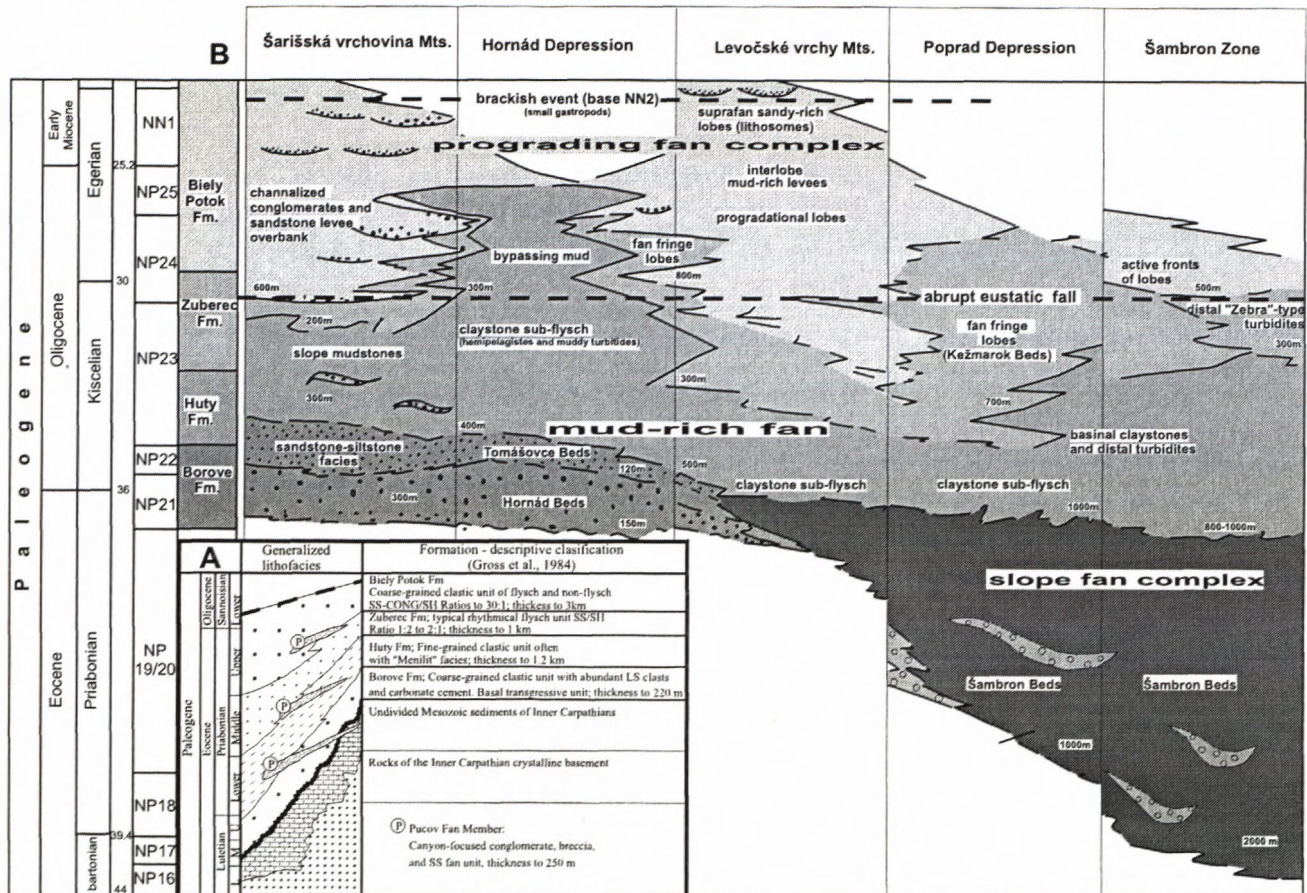 B
Šarišská vrchovina Mts.
Hornád Depression
Levočské vrchy Mts.
Poprad Depression
Šambron Zone
Paleogene
Early
Miocene
Oligocene
Eocene
Egerian
Kiscelian
Priabonian
bartonian
25.2
30
36
39.4
44
NN1
NP25
NP24
NP23
NP22
NP21
NP
19/20
NP18
NP17
NP16
Biely
Potok
Fm.
Zuberec
Fm.
Huty
Fm.
Borove
Fm.
brackish event (base NN2)
(small gastropods)
suprafan sandy-rich
lobes (lithosomes)
prograding fan complex
interlobe
mud-rich levees
channalized
conglomerates and
sandstone levee
overbank
progradational lobes
bypassing mud
fan fringe
lobes
800m
active fronts
of lobes
500m
600m
300m
abrupt eustatic fall
distal "Zebra"-type
turbidites
300m
200m
slope mudstones
claystone sub-flysch
(hemipelagistes and muddy turbitides)
fan fringe
lobes
(Kežmarok Beds)
300m
300m
700m
400m
mud-rich fan
basinal claystones
and distal turbidites
sandstone-siltstone
facies
Tomášovce Beds
120m
500m
claystone sub-flysch
claystone sub-flysch
300m
Hornád Beds
150m
1000m
800-1000m
slope fan complex
Šambron Beds
Šambron Beds
1000m
2000 m
A
Generalized
lithofacies
Formation - descriptive clasification
(Gross et al., 1984)
Paleogene
Oligocene
Sannoisian
Lower
Eocene
Priabonian
Upper
Middle
Lower
Lutetian
U
M
Biely Potok Fm
Coarse-grained clastic unit of flysch and non-flysch
SS-CONG/SH Ratios to 30:1; thickess to 3km
Zuberec Fm; typical rhythmical flysch unit SS/SH
Ratio 1:2 to 2:1; thickness to 1 km
Huty Fm; Fine-grained clastic unit often
with "Menilit" facies; thickness to 1.2 km
Borove Fm; Coarse-grained clastic unit with abundant LS clasts
and carbonate cement. Basal transgressive unit; thickness to 220 m
Undivided Mesozoic sediments of Inner Carpathians
Rocks of the Inner Carpathian crystalline basement
P
P
P
P Pucov Fan Member:
Canyon-focused conglomerate, breccia,
and SS fan unit, thickness to 250 m